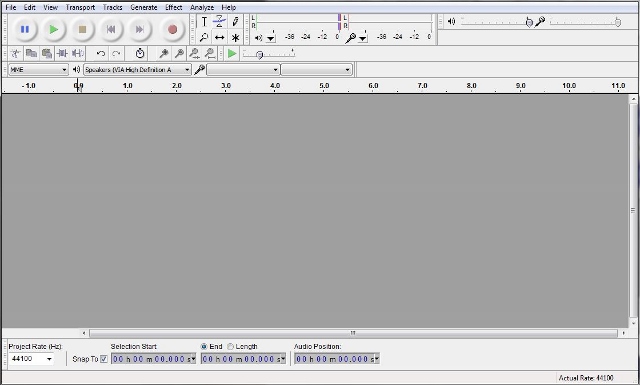 File Edit View Transport Tracks Generate Effect Analyze Help
L
R
L
R
-36 -24 -12 0 -36 -24 -12 0
MME Speakers (VIA High Definition A
-1.0 0.0 1.0 2.0 3.0 4.0 5.0 6.0 7.0 8.0 9.0 10.0 11.0
Project Rate (Hz): Selection Start End Length Audio Position:
44100 Snap To 00 h 00 m 00.000 s 00 h 00 m 00.000 s 00 h 00 m 00.000 s
Actual Rate: 44100